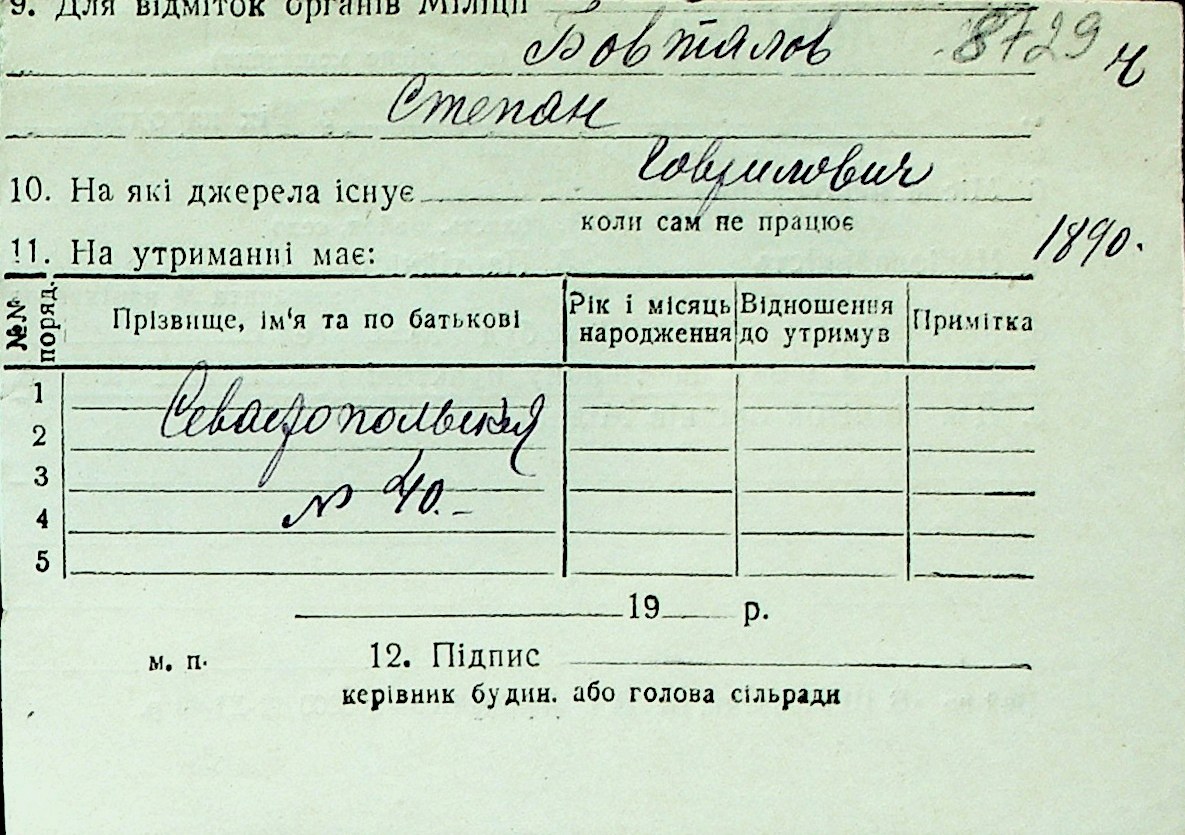 9. Для відміток органів Міліції
Бовталов 8729 ч
Степан
Гаврилович
10. На які джерела існує
коли сам не працює
1890.
11. На утриманні має:
№№ поряд. Прізвище, ім'я та по батькові Рік і місяць народження Відношення до утримув Примітка
1
Севастопольская
2
3
№ 40.
4
5
19 р.
м. п. 12. Підпис
керівник будин. або голова сільради